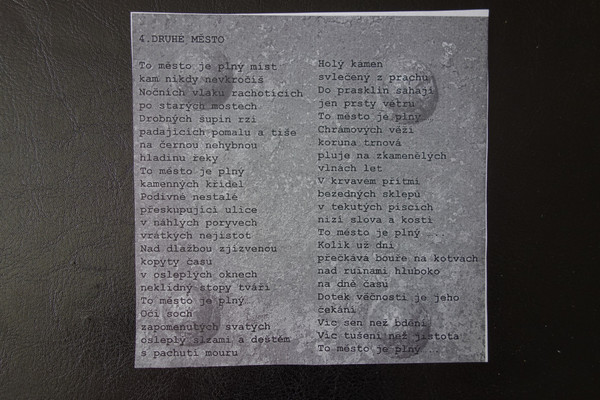 4.DRUHÉ MĚSTO
To město je plný míst
kam nikdy nevkročíš
Nočních vlaků rachotících
po starých mostech
Drobných šupin rzi
padajících pomalu a tiše
na černou nehybnou
hladinu řeky
To město je plný
kamenných křídel
Podivně nestálé
přeskupující ulice
v náhlých poryvech
vrátkých nejistot
Nad dlažbou zjizvenou
kopyty času
v oslepých oknech
neklidný stopy tváří
To město je plný
Očí soch
zapomenutých svatých
osleplý slzami a deštěm
s pachutí mouru
Holý kámen
svlečený z prachu
Do prasklin sahají
jen prsty větru
To město je plný
Chrámových věží
koruna trnová
pluje na zkamenělých
vlnách let
V krvavém přítmí
bezedných sklepů
v tekutých píscích
nízí slova a kosti
To město je plný ...
Kolik už dní
přečkává bouře na kotvách
nad ruinami hluboko
na dně času
Dotek věčnosti je jeho
čekání
Víc sen než bdění
Víc tušení než jistota
To město je plný ...